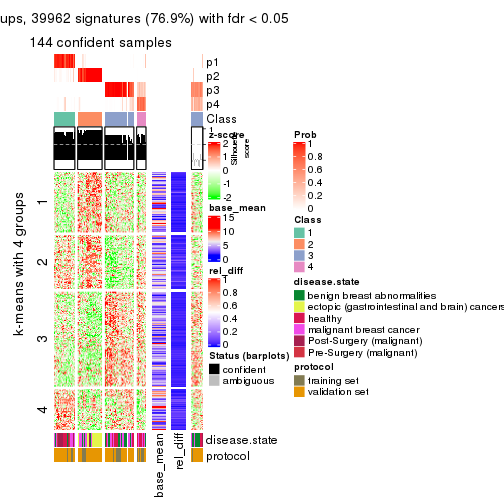 ups, 39962 signatures (76.9%) with fdr < 0.05
144 confident samples
p1
p2
p3
p4
Class
1
Silhouette
score
z-score
2
1
0
-1
-2
base_mean
15
10
5
0
rel_diff
1
0.8
0.6
0.4
0.2
0
Status (barplots)
confident
ambiguous
Prob
1
0.8
0.6
0.4
0.2
0
Class
1
2
3
4
disease.state
benign breast abnormalities
ectopic (gastrointestinal and brain) cancers
healthy
malignant breast cancer
Post-Surgery (malignant)
Pre-Surgery (malignant)
protocol
training set
validation set
k-means with 4 groups
1
2
3
4
disease.state
protocol
base_mean
rel_diff